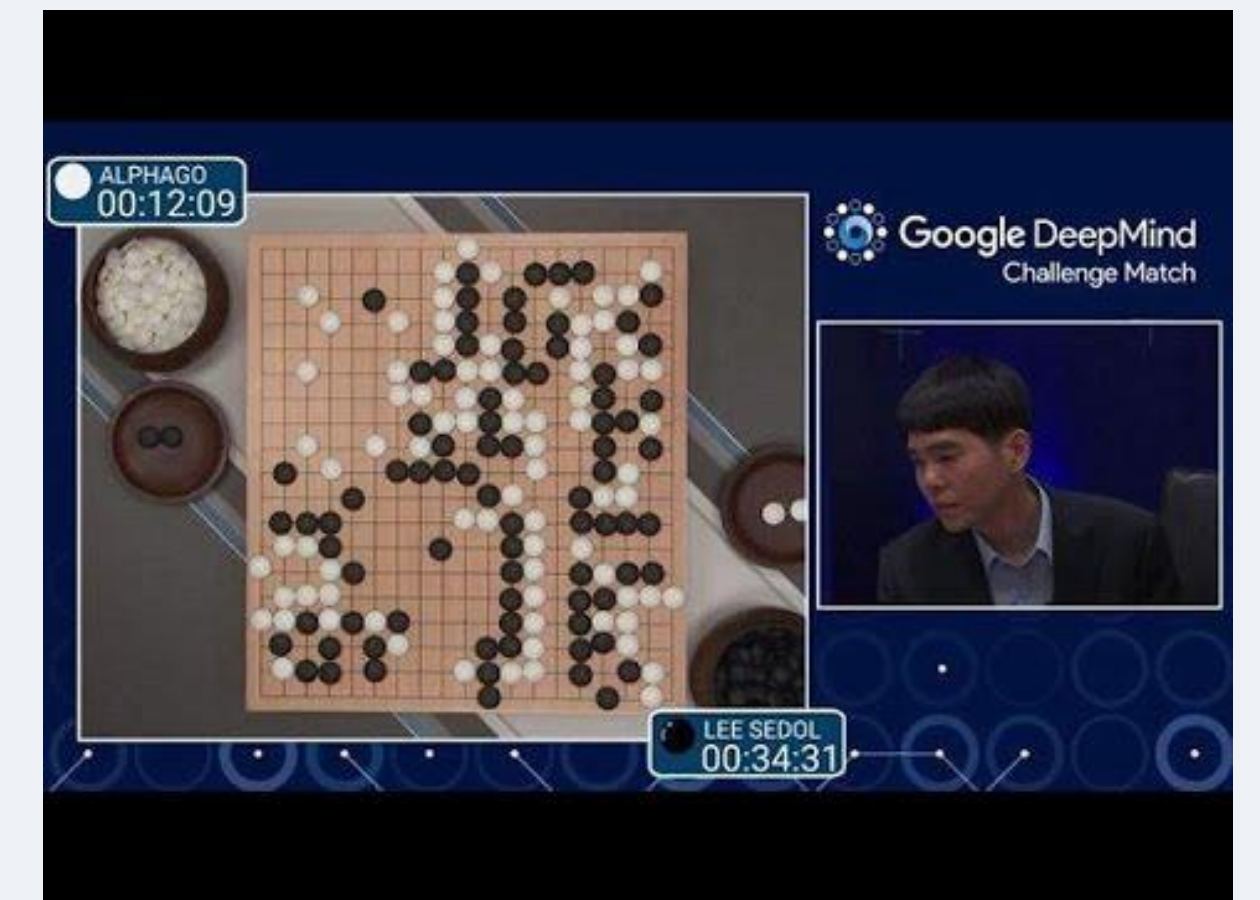 ALPHAGO
00:12:09
Google DeepMind
Challenge Match
LEE SEDOL
00:34:31